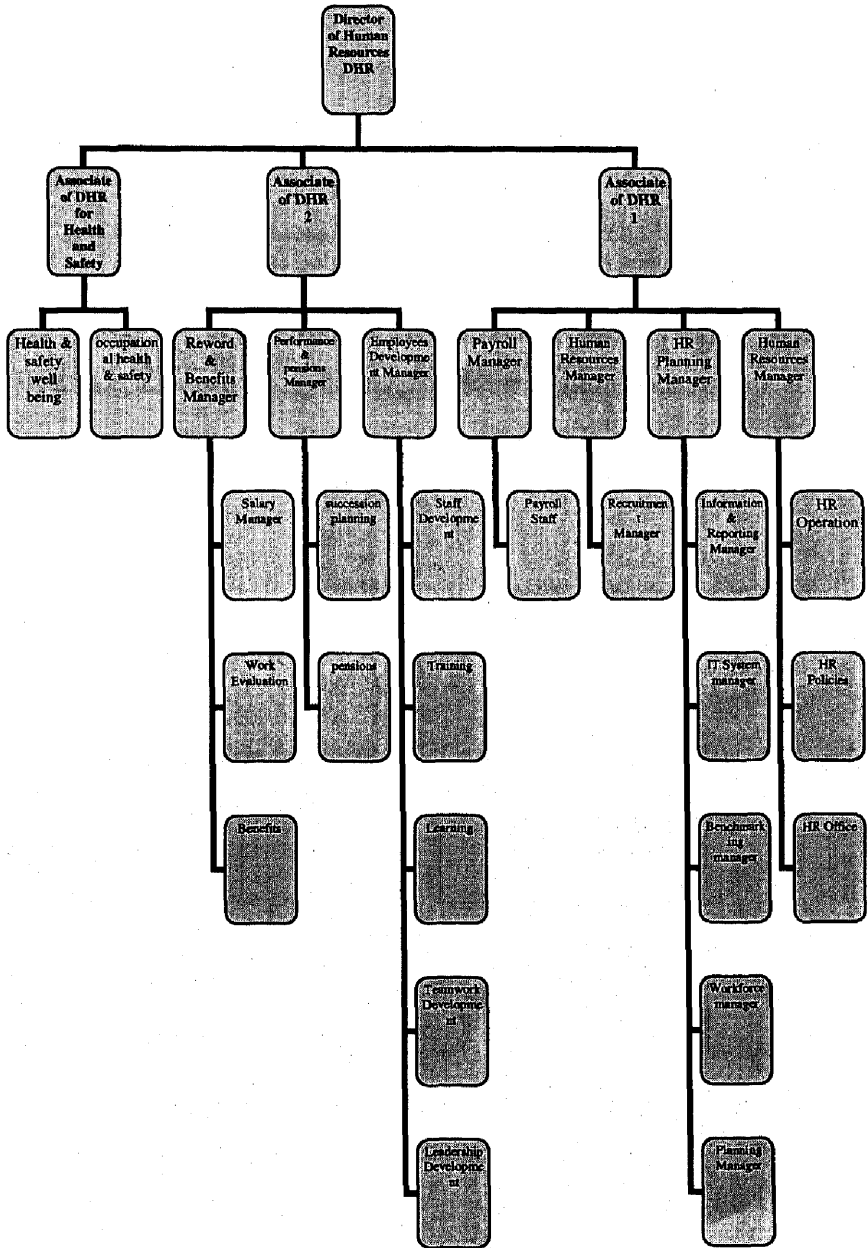 Director
of Human
Resources
DHR
Associate
of DHR
for
Health
and
Safety
Associate
of DHR
2
Associate
of DHR
1
Health &
safety
well
being
occupation
al health
& safety
Reword
&
Benefits
Manager
Performance
&
pensions
Manager
Employees
Developme
nt Manager
Payroll
Manager
Human
Resources
Manager
HR
Planning
Manager
Human
Resources
Manager
Salary
Manager
succession
planning
Staff
Developme
nt
Payroll
Staff
Recruitmen
t
Manager
Information
&
Reporting
Manager
HR
Operation
Work
Evaluation
pensions
Training
IT System
manager
HR
Policies
Benefits
Learning
Benchmark
ing
manager
HR Office
Teamwork
Developme
nt
Workforce
manager
Leadership
Developme
nt
Planning
Manager